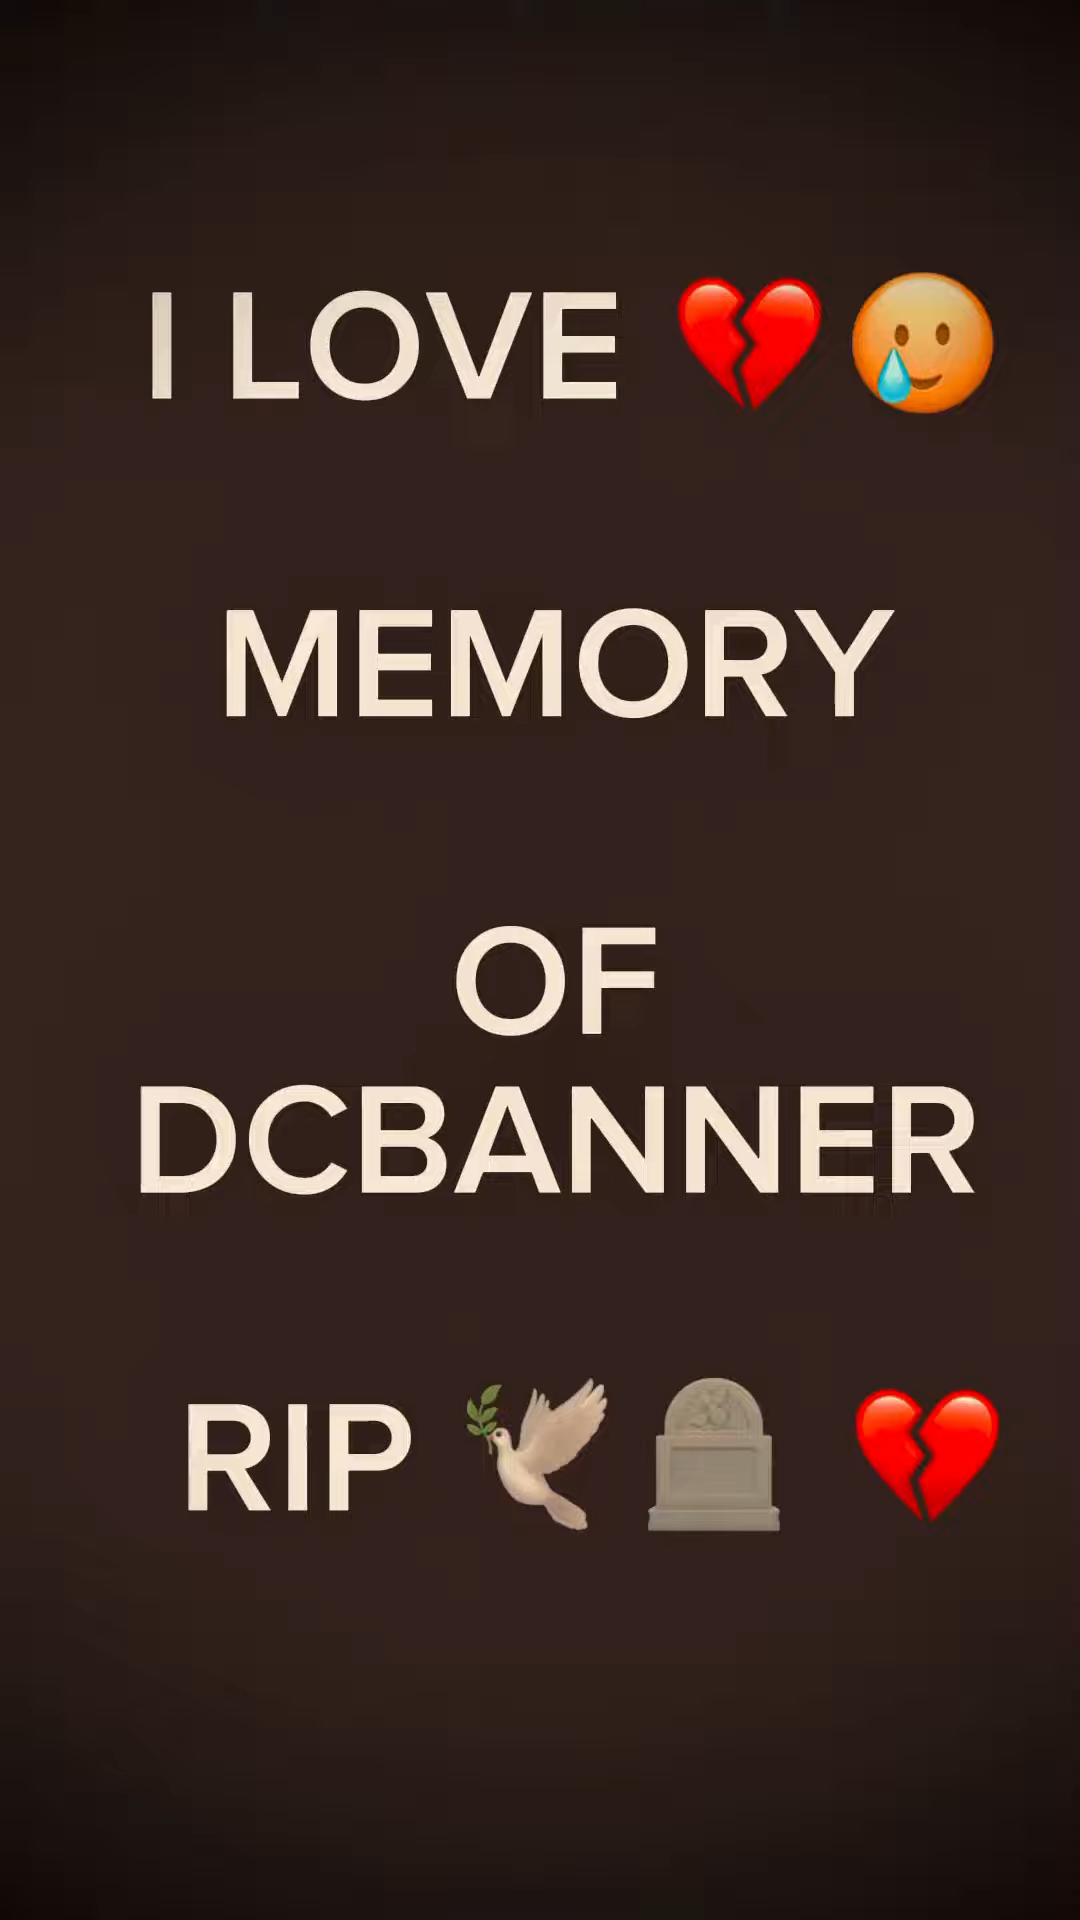 I LOVE 💔🥲
MEMORY
OF
DCBANNER
RIP 🕊️🪦 💔